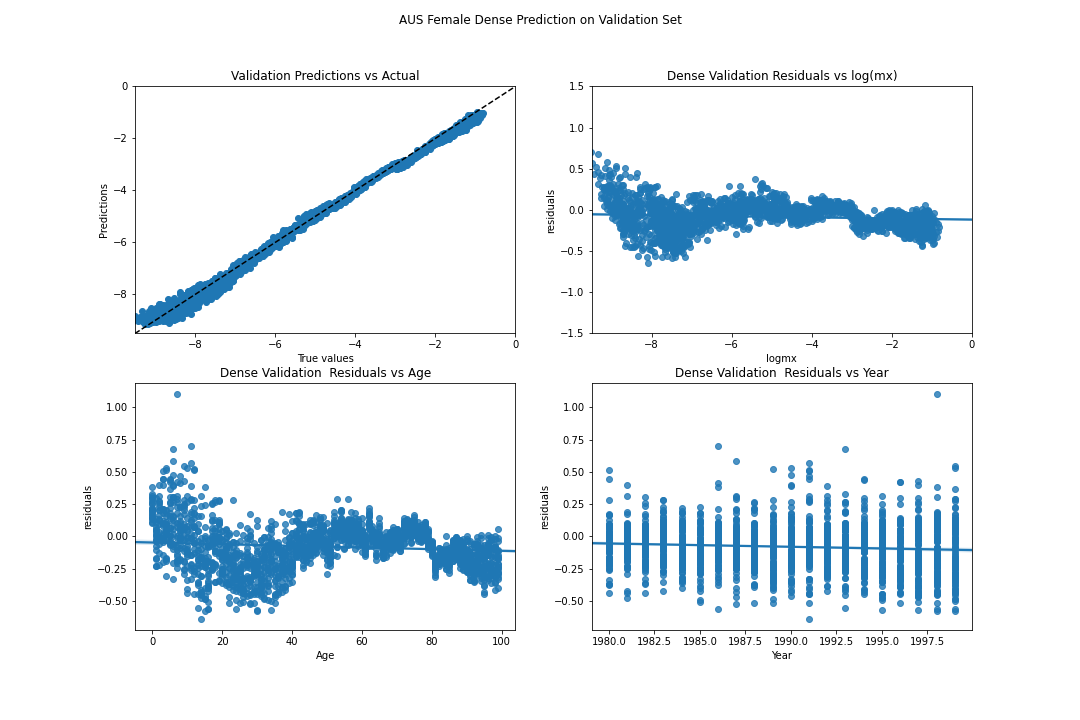 AUS Female Dense Prediction on Validation Set
Validation Predictions vs Actual
0
−2
−4
−6
−8
Predictions
−8 −6 −4 −2 0
True values
Dense Validation Residuals vs log(mx)
1.5
1.0
0.5
0.0
−0.5
−1.0
−1.5
residuals
−8 −6 −4 −2 0
logmx
Dense Validation  Residuals vs Age
1.00
0.75
0.50
0.25
0.00
−0.25
−0.50
residuals
0 20 40 60 80 100
Age
Dense Validation  Residuals vs Year
1.00
0.75
0.50
0.25
0.00
−0.25
−0.50
residuals
1980.0 1982.5 1985.0 1987.5 1990.0 1992.5 1995.0 1997.5
Year